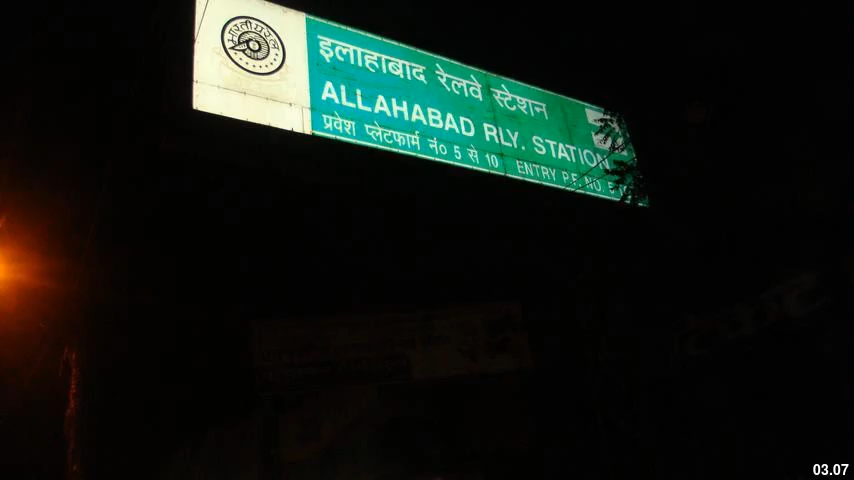 भारतीय रेल
इलाहाबाद रेलवे स्टेशन
ALLAHABAD RLY. STATION
प्रवेश प्लेटफार्म नं० 5 से 10 ENTRY P.F. NO.
03.07